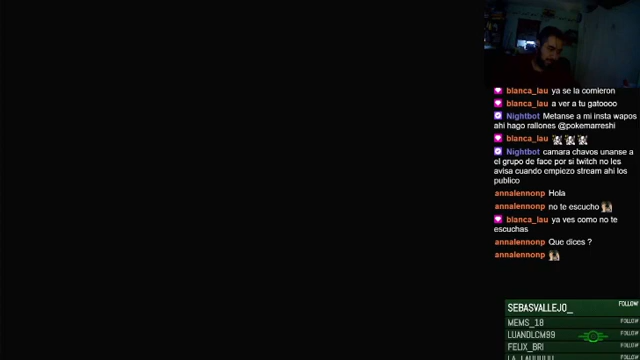 blanca_lau ya se la comieron
blanca_lau a ver a tu gatoooo
Nightbot Metanse a mi insta wapos
ahi hago rallones @pokemarreshi
blanca_lau
Nightbot camara chavos unanse a
el grupo de face por si twitch no les
avisa cuando empiezo stream ahi los
publico
annalennonp Hola
annalennonp no te escucho
blanca_lau ya ves como no te
escuchas
annalennonp Que dices ?
annalennonp
SEBASVALLEJO_ FOLLOW
MEMS_18 FOLLOW
LUANDLCM99 FOLLOW
FELIX_BRI FOLLOW